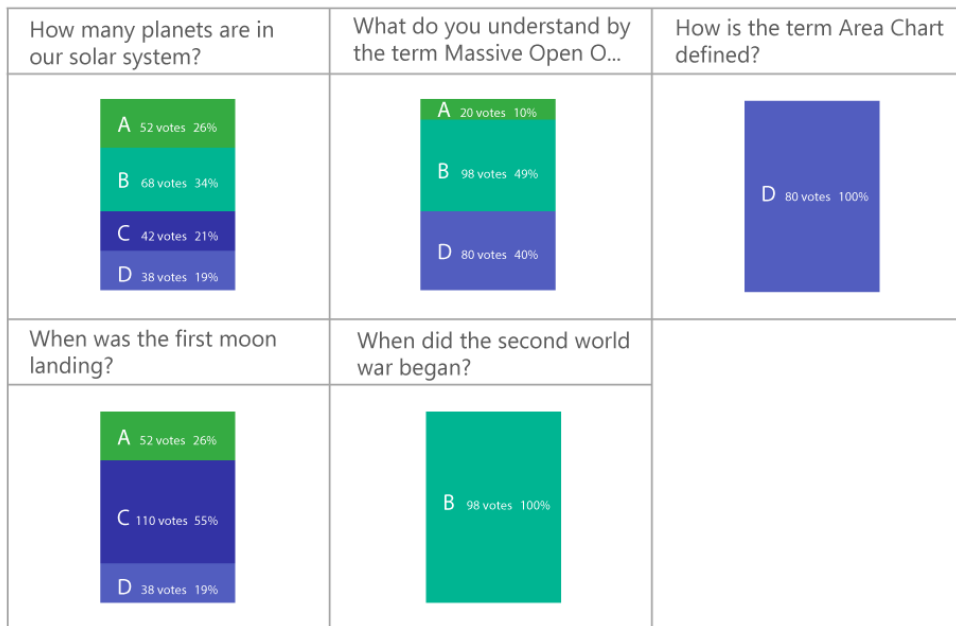 How many planets are in
our solar system?
What do you understand by
the term Massive Open O...
How is the term Area Chart
defined?
A 52 votes 26%
B 68 votes 34%
C 42 votes 21%
D 38 votes 19%
A 20 votes 10%
B 98 votes 49%
D 80 votes 40%
D 80 votes 100%
When was the first moon
landing?
When did the second world
war began?
A 52 votes 26%
C 110 votes 55%
D 38 votes 19%
B 98 votes 100%